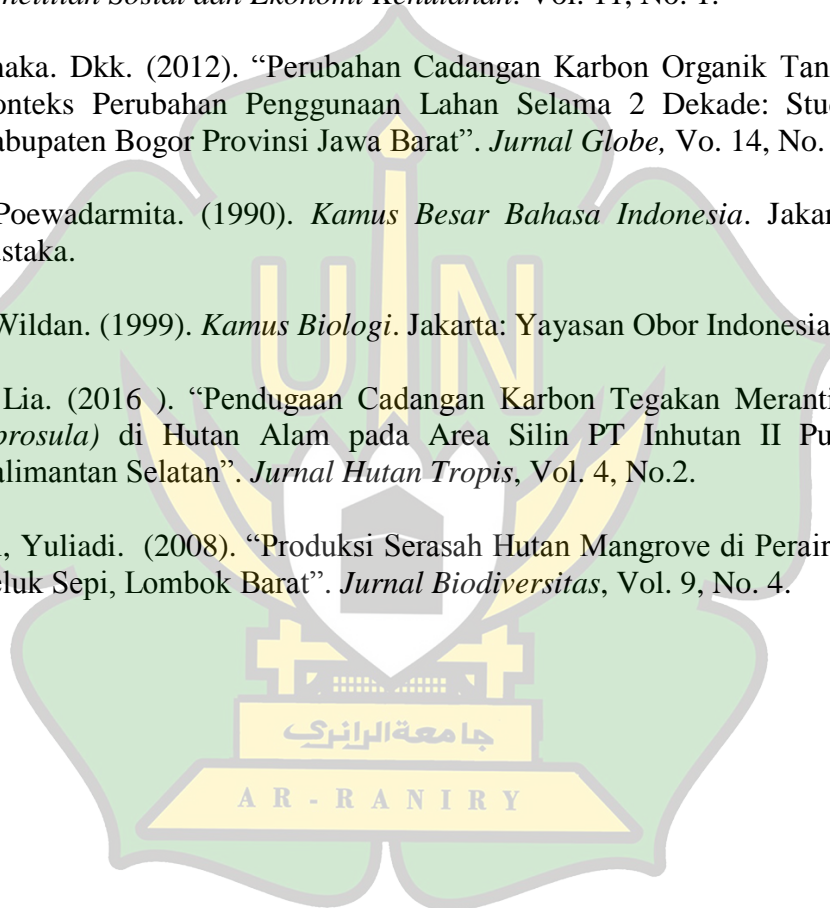 Penelitian Sosial dan Ekonomi Kehutanan. Vol. 11, No. 1.
naka. Dkk. (2012). “Perubahan Cadangan Karbon Organik Tan
onteks Perubahan Penggunaan Lahan Selama 2 Dekade: Stu
abupaten Bogor Provinsi Jawa Barat”. Jurnal Globe, Vo. 14, No.
Poewadarmita. (1990). Kamus Besar Bahasa Indonesia. Jakar
ustaka.
Wildan. (1999). Kamus Biologi. Jakarta: Yayasan Obor Indonesia
Lia. (2016 ). “Pendugaan Cadangan Karbon Tegakan Meranti
prosula) di Hutan Alam pada Area Silin PT Inhutan II Pu
alimantan Selatan”. Jurnal Hutan Tropis, Vol. 4, No.2.
, Yuliadi. (2008). “Produksi Serasah Hutan Mangrove di Perair
eluk Sepi, Lombok Barat”. Jurnal Biodiversitas, Vol. 9, No. 4.
UIN
جامعةالرانري
AR-RANIRY